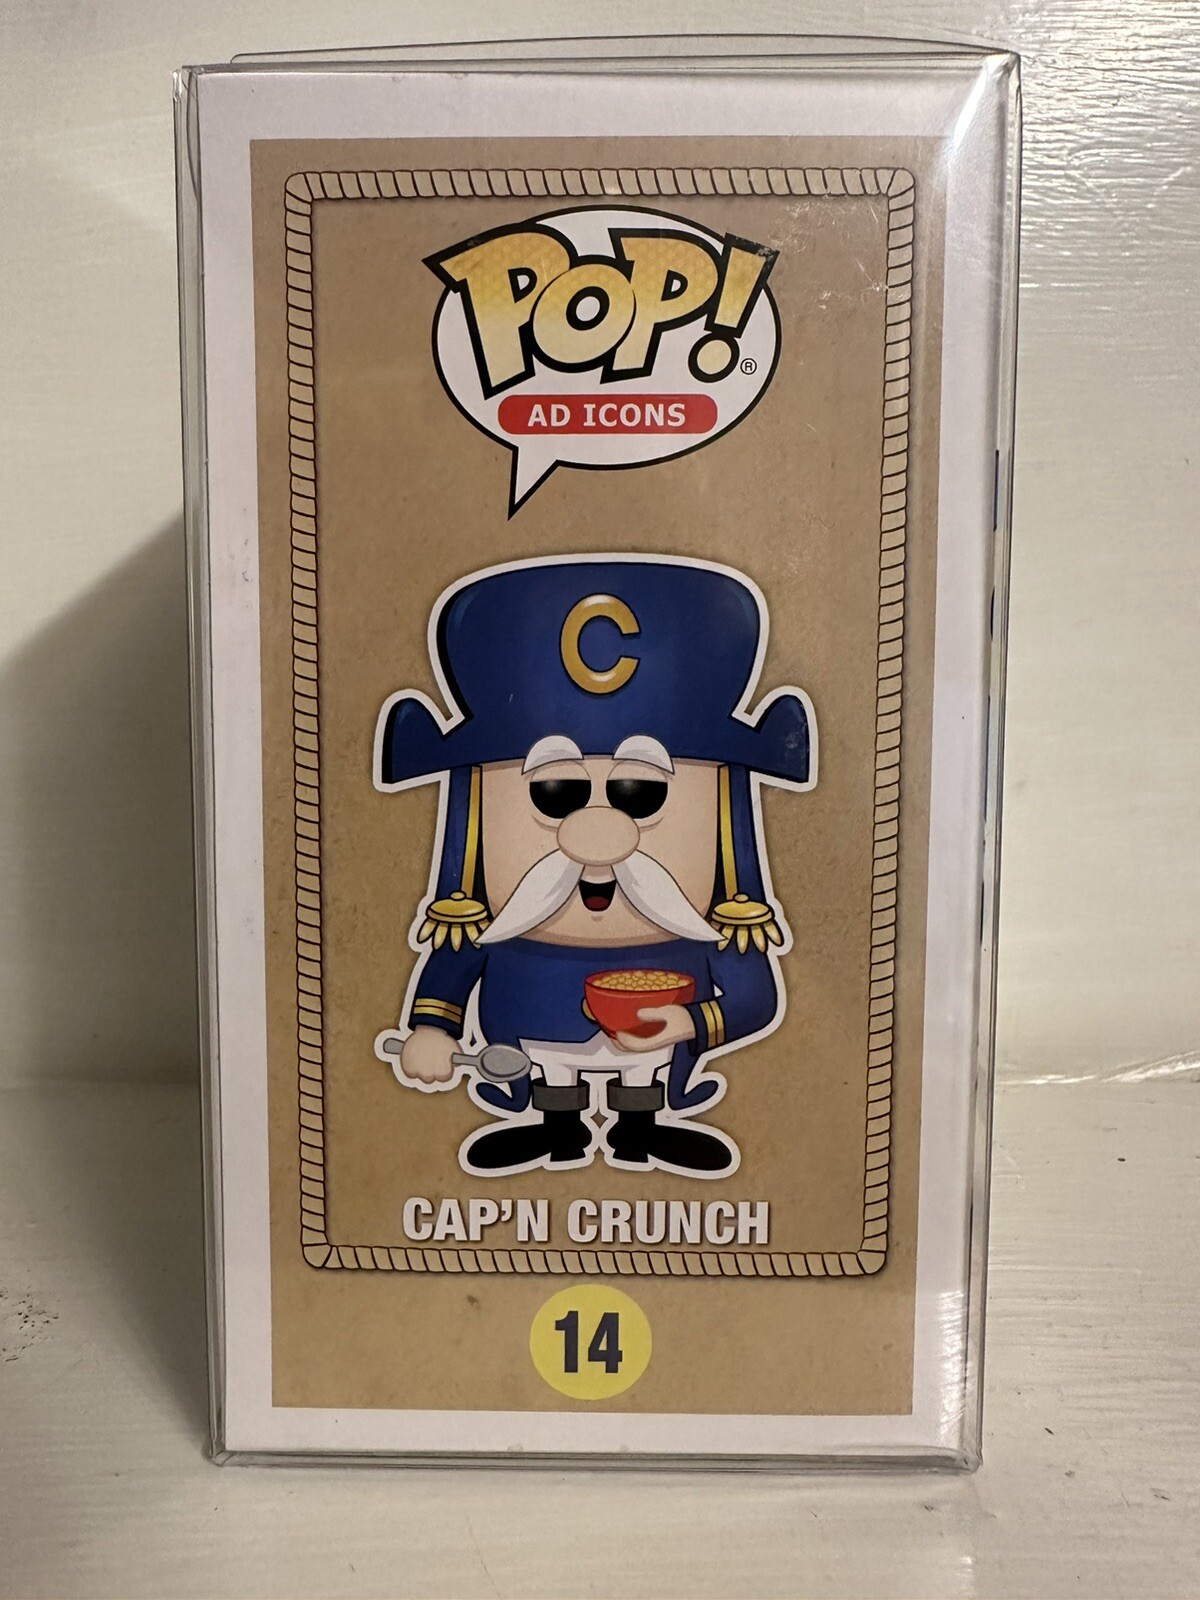 POP!®
AD ICONS
C
CAP'N CRUNCH
14